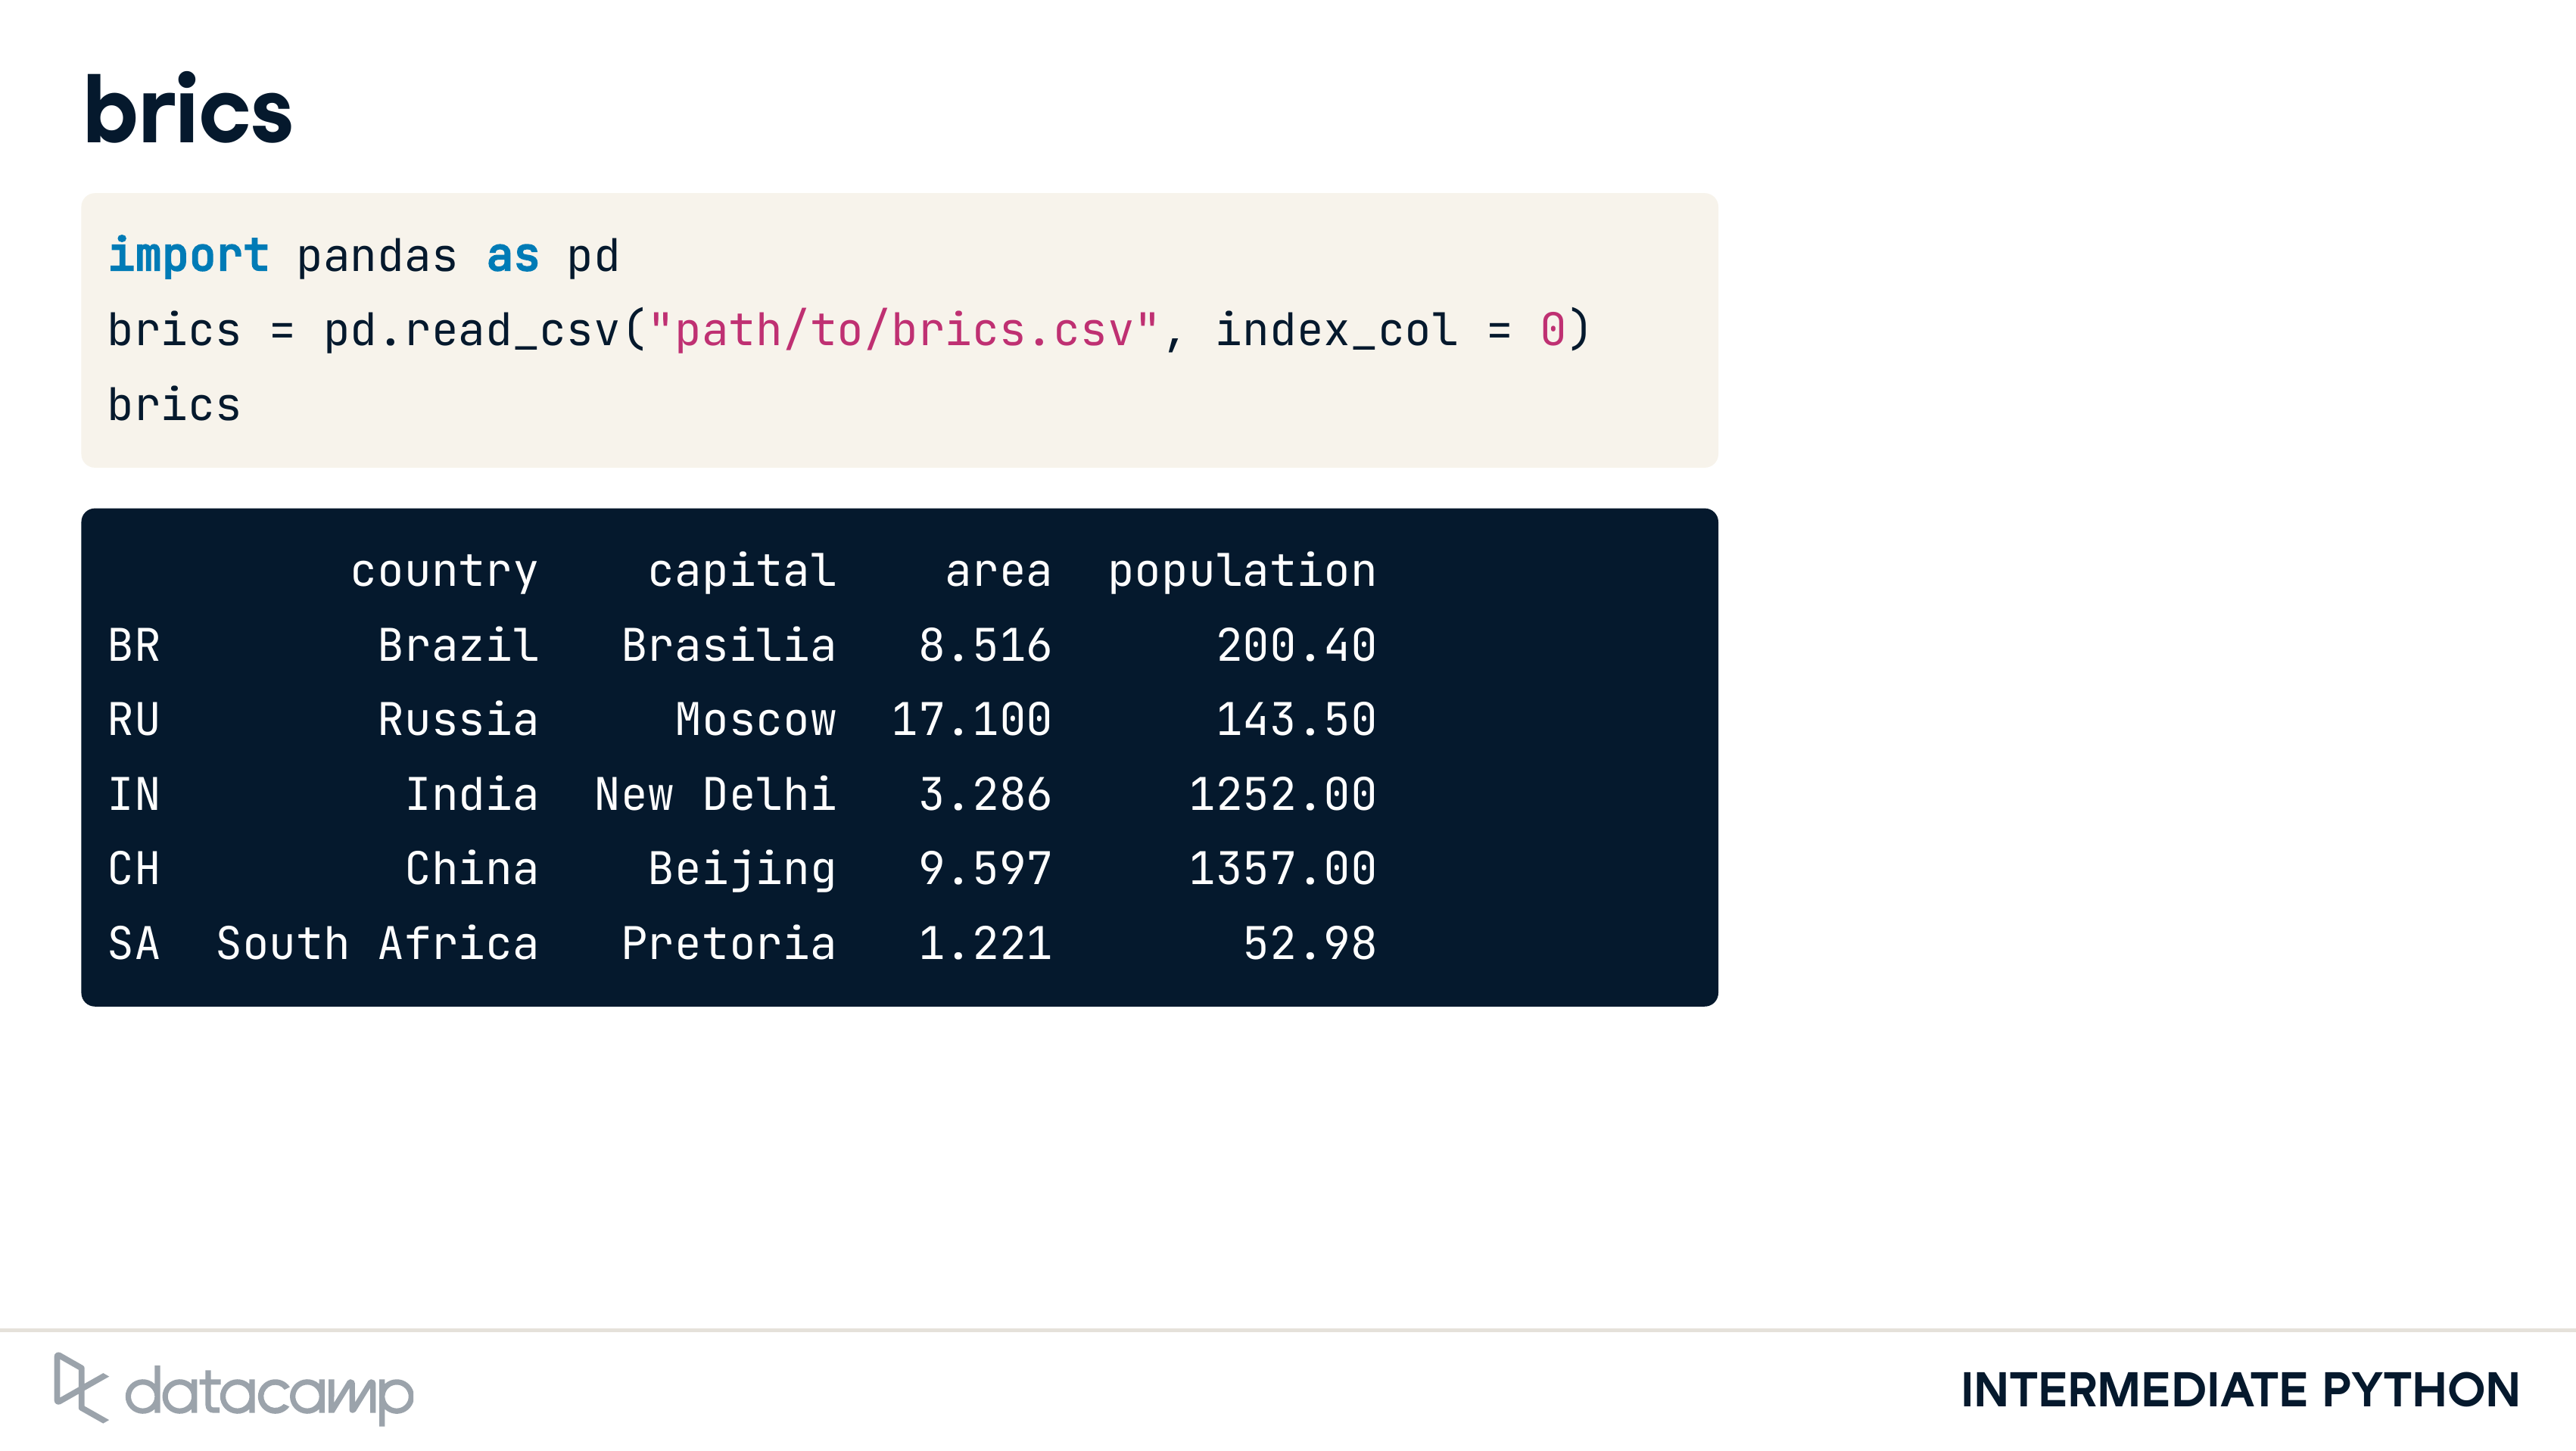 brics
import pandas as pd
brics = pd.read_csv("path/to/brics.csv", index_col = 0)
brics
country capital area population
BR Brazil Brasilia 8.516 200.40
RU Russia Moscow 17.100 143.50
IN India New Delhi 3.286 1252.00
CH China Beijing 9.597 1357.00
SA South Africa Pretoria 1.221 52.98
datacamp
INTERMEDIATE PYTHON